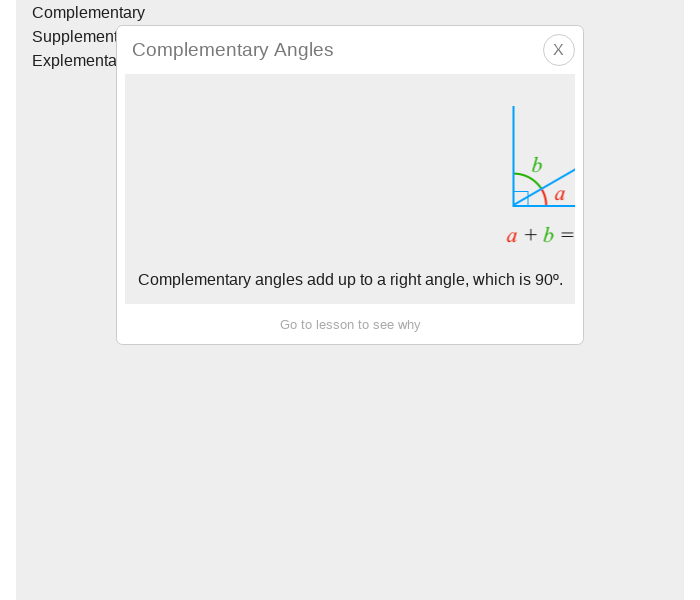 Complementary
Supplement
Explementa
Complementary Angles
X
b
a
a + b =
Complementary angles add up to a right angle, which is 90º.
Go to lesson to see why